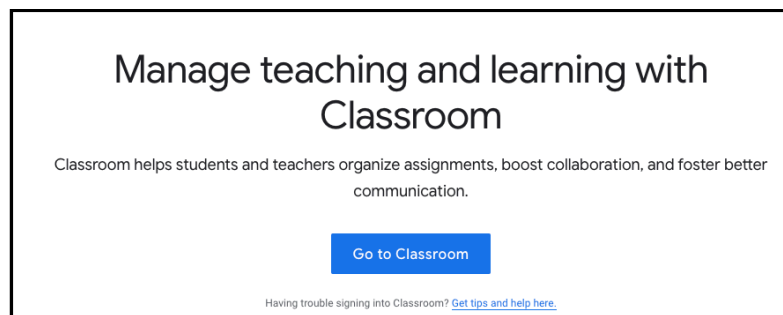 Manage teaching and learning with
Classroom
Classroom helps students and teachers organize assignments, boost collaboration, and foster better
communication.
Go to Classroom
Having trouble signing into Classroom? Get tips and help here.